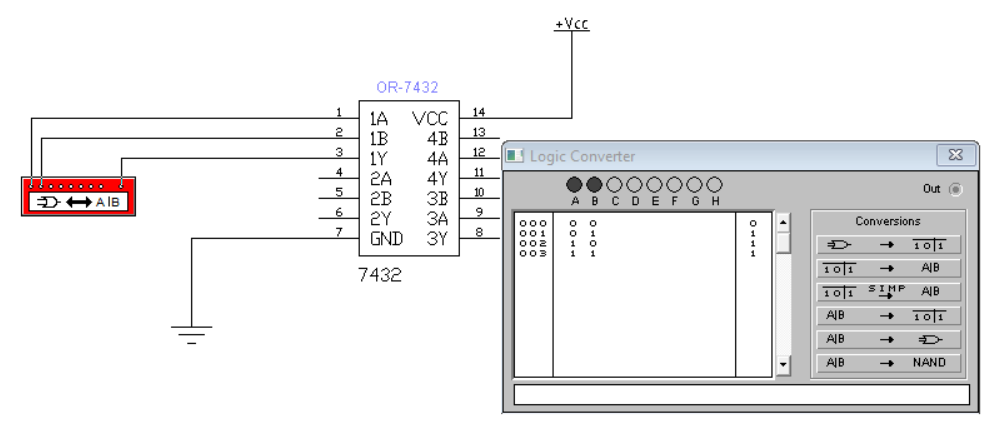 +Vcc
OR-7432
1 1A VCC 14
2 1B 4B 13
3 1Y 4A 12
4 2A 4Y 11
5 2B 3B 10
6 2Y 3A 9
7 GND 3Y 8
7432
A|B
Logic Converter
Out
A B C D E F G H
000 0 0 0
001 0 1 1
002 1 0 1
003 1 1 1
Conversions
→ 1 0 1
1 0 1 → A|B
1 0 1 SIMP → A|B
A|B → 1 0 1
A|B →
A|B → NAND